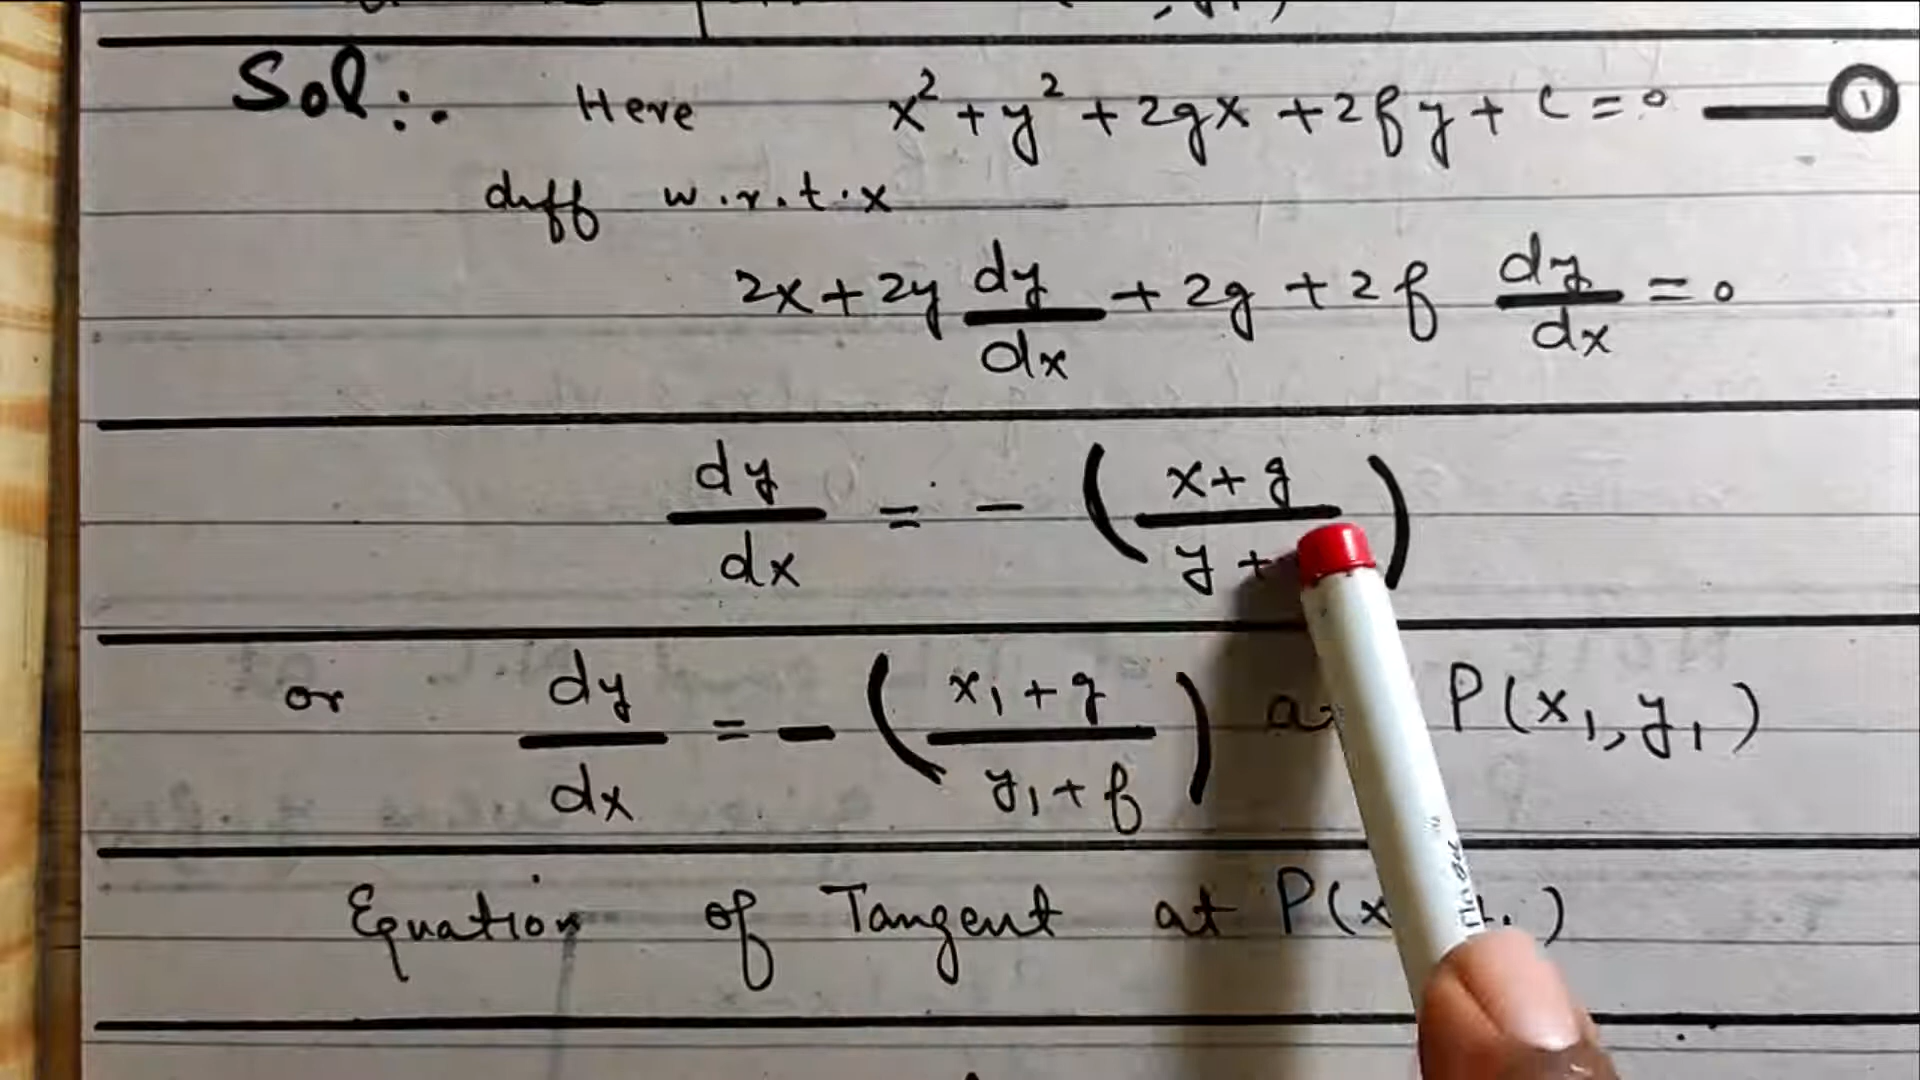 Sol:. Here x² + y² + 2gx + 2fy + c = 0 — ①
diff w.r.t.x
2x + 2y dy/dx + 2g + 2f dy/dx = 0
dy/dx = - ( x + g / y + )
or dy/dx = - ( x₁ + g / y₁ + f ) P(x₁, y₁)
Equation of Tangent at P(x )